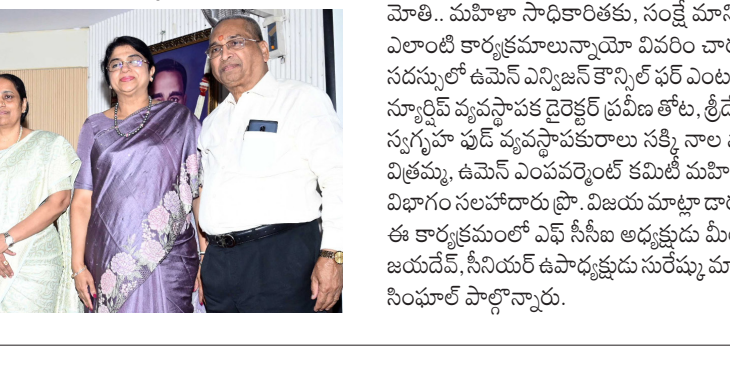 మోతి.. మహిళా సాధికారితకు, సంక్షే మాని
ఎలాంటి కార్యక్రమాలున్నాయో వివరిం చారు
సదస్సులో ఉమెన్ ఎన్విజన్ కౌన్సిల్ ఫర్ ఎంట
న్యూర్షిప్ వ్యవస్థాపక డైరెక్టర్ ప్రవీణ తోట, శ్రీదే
స్వగృహ ఫుడ్ వ్యవస్థాపకురాలు సక్కి నాల
విత్రమ్మ, ఉమెన్ ఎంపవర్మెంట్ కమిటీ మహి
విభాగం సలహాదారు ప్రొ. విజయ మాట్లా డార
ఈ కార్యక్రమంలో ఎఫ్ సీసీఐ అధ్యక్షుడు మీ
జయదేవ్, సీనియర్ ఉపాధ్యక్షుడు సురేష్కు మా
సింఘాల్ పాల్గొన్నారు.